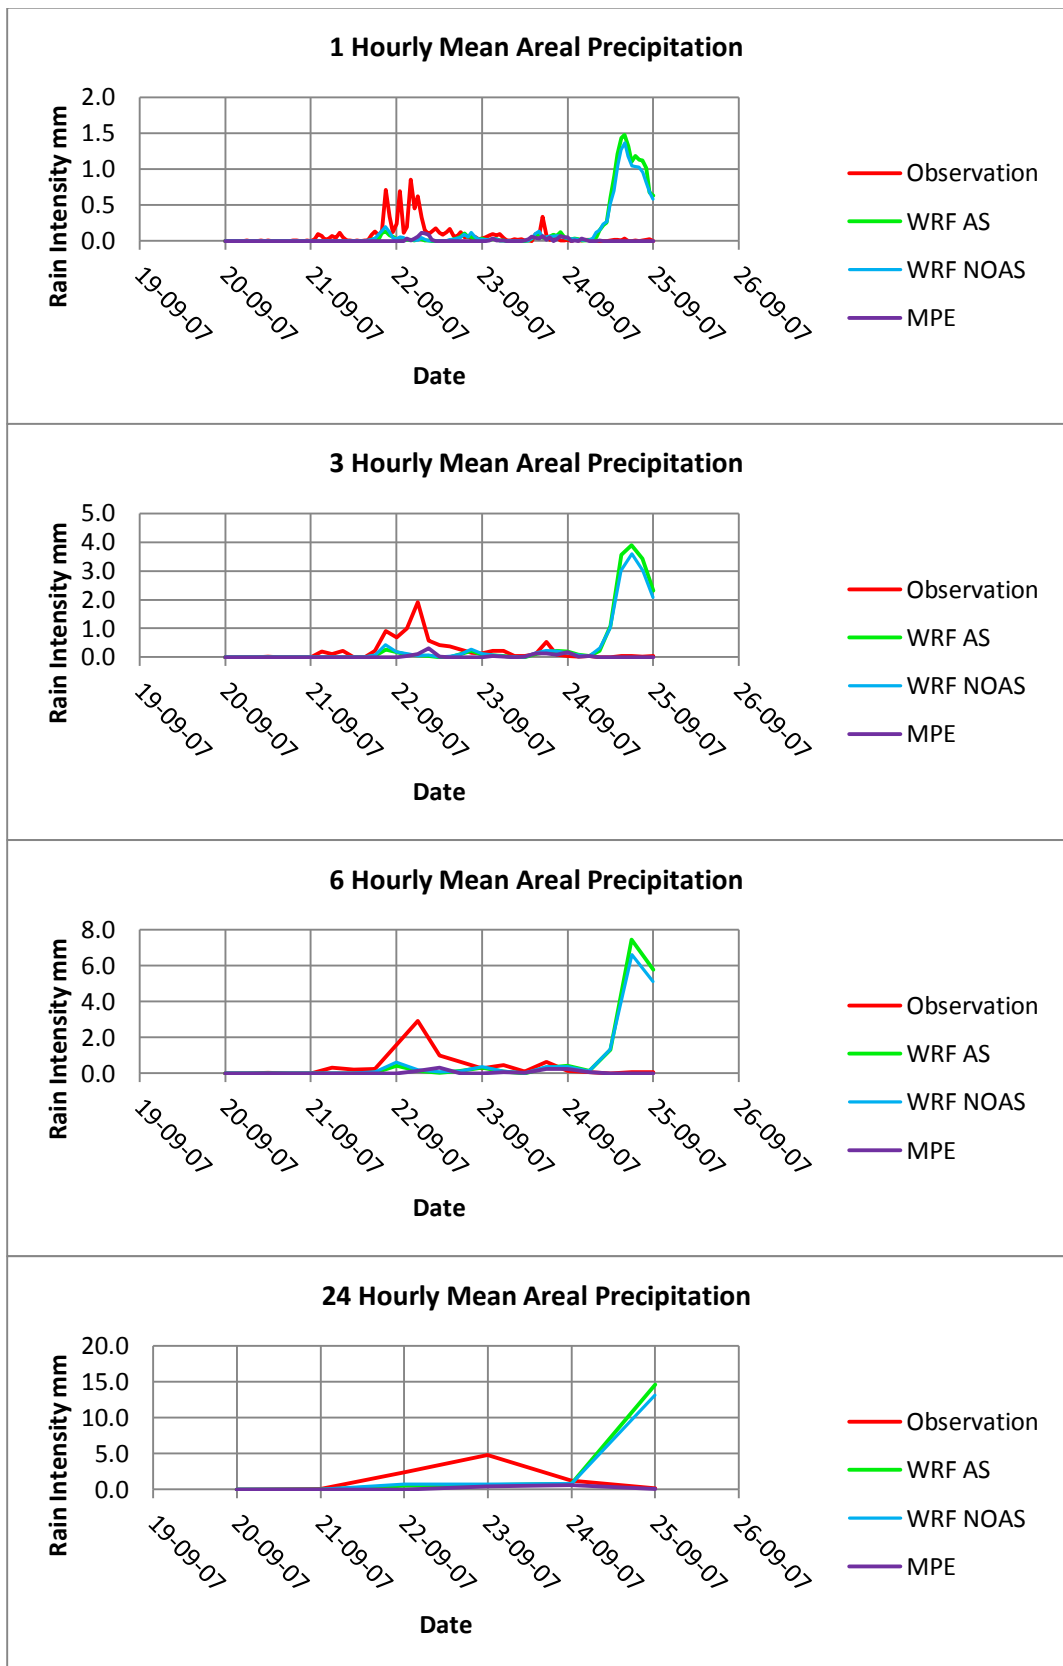 1 Hourly Mean Areal Precipitation
Rain Intensity mm
2.0
1.5
1.0
0.5
0.0
19-09-07
20-09-07
21-09-07
22-09-07
23-09-07
24-09-07
25-09-07
26-09-07
Date
Observation
WRF AS
WRF NOAS
MPE
3 Hourly Mean Areal Precipitation
Rain Intensity mm
5.0
4.0
3.0
2.0
1.0
0.0
19-09-07
20-09-07
21-09-07
22-09-07
23-09-07
24-09-07
25-09-07
26-09-07
Date
Observation
WRF AS
WRF NOAS
MPE
6 Hourly Mean Areal Precipitation
Rain Intensity mm
8.0
6.0
4.0
2.0
0.0
19-09-07
20-09-07
21-09-07
22-09-07
23-09-07
24-09-07
25-09-07
26-09-07
Date
Observation
WRF AS
WRF NOAS
MPE
24 Hourly Mean Areal Precipitation
Rain Intensity mm
20.0
15.0
10.0
5.0
0.0
19-09-07
20-09-07
21-09-07
22-09-07
23-09-07
24-09-07
25-09-07
26-09-07
Date
Observation
WRF AS
WRF NOAS
MPE